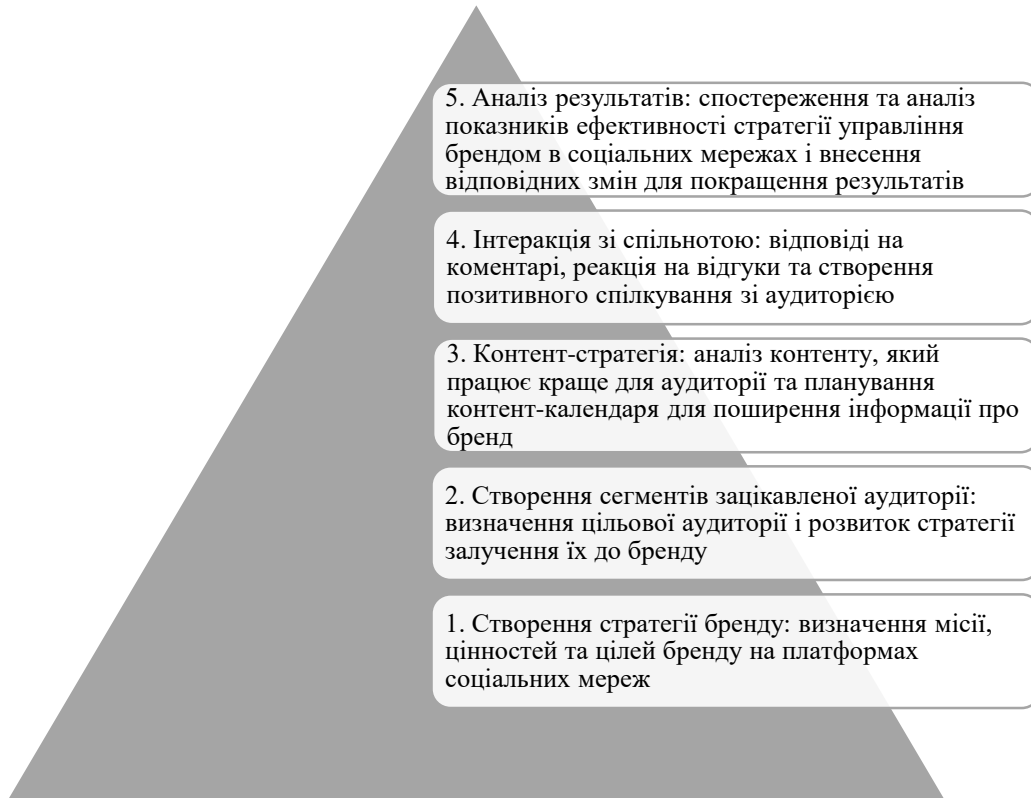 5. Аналіз результатів: спостереження та аналіз
показників ефективності стратегії управління
брендом в соціальних мережах і внесення
відповідних змін для покращення результатів
4. Інтеракція зі спільнотою: відповіді на
коментарі, реакція на відгуки та створення
позитивного спілкування зі аудиторією
3. Контент-стратегія: аналіз контенту, який
працює краще для аудиторії та планування
контент-календаря для поширення інформації про
бренд
2. Створення сегментів зацікавленої аудиторії:
визначення цільової аудиторії і розвиток стратегії
залучення їх до бренду
1. Створення стратегії бренду: визначення місії,
цінностей та цілей бренду на платформах
соціальних мереж